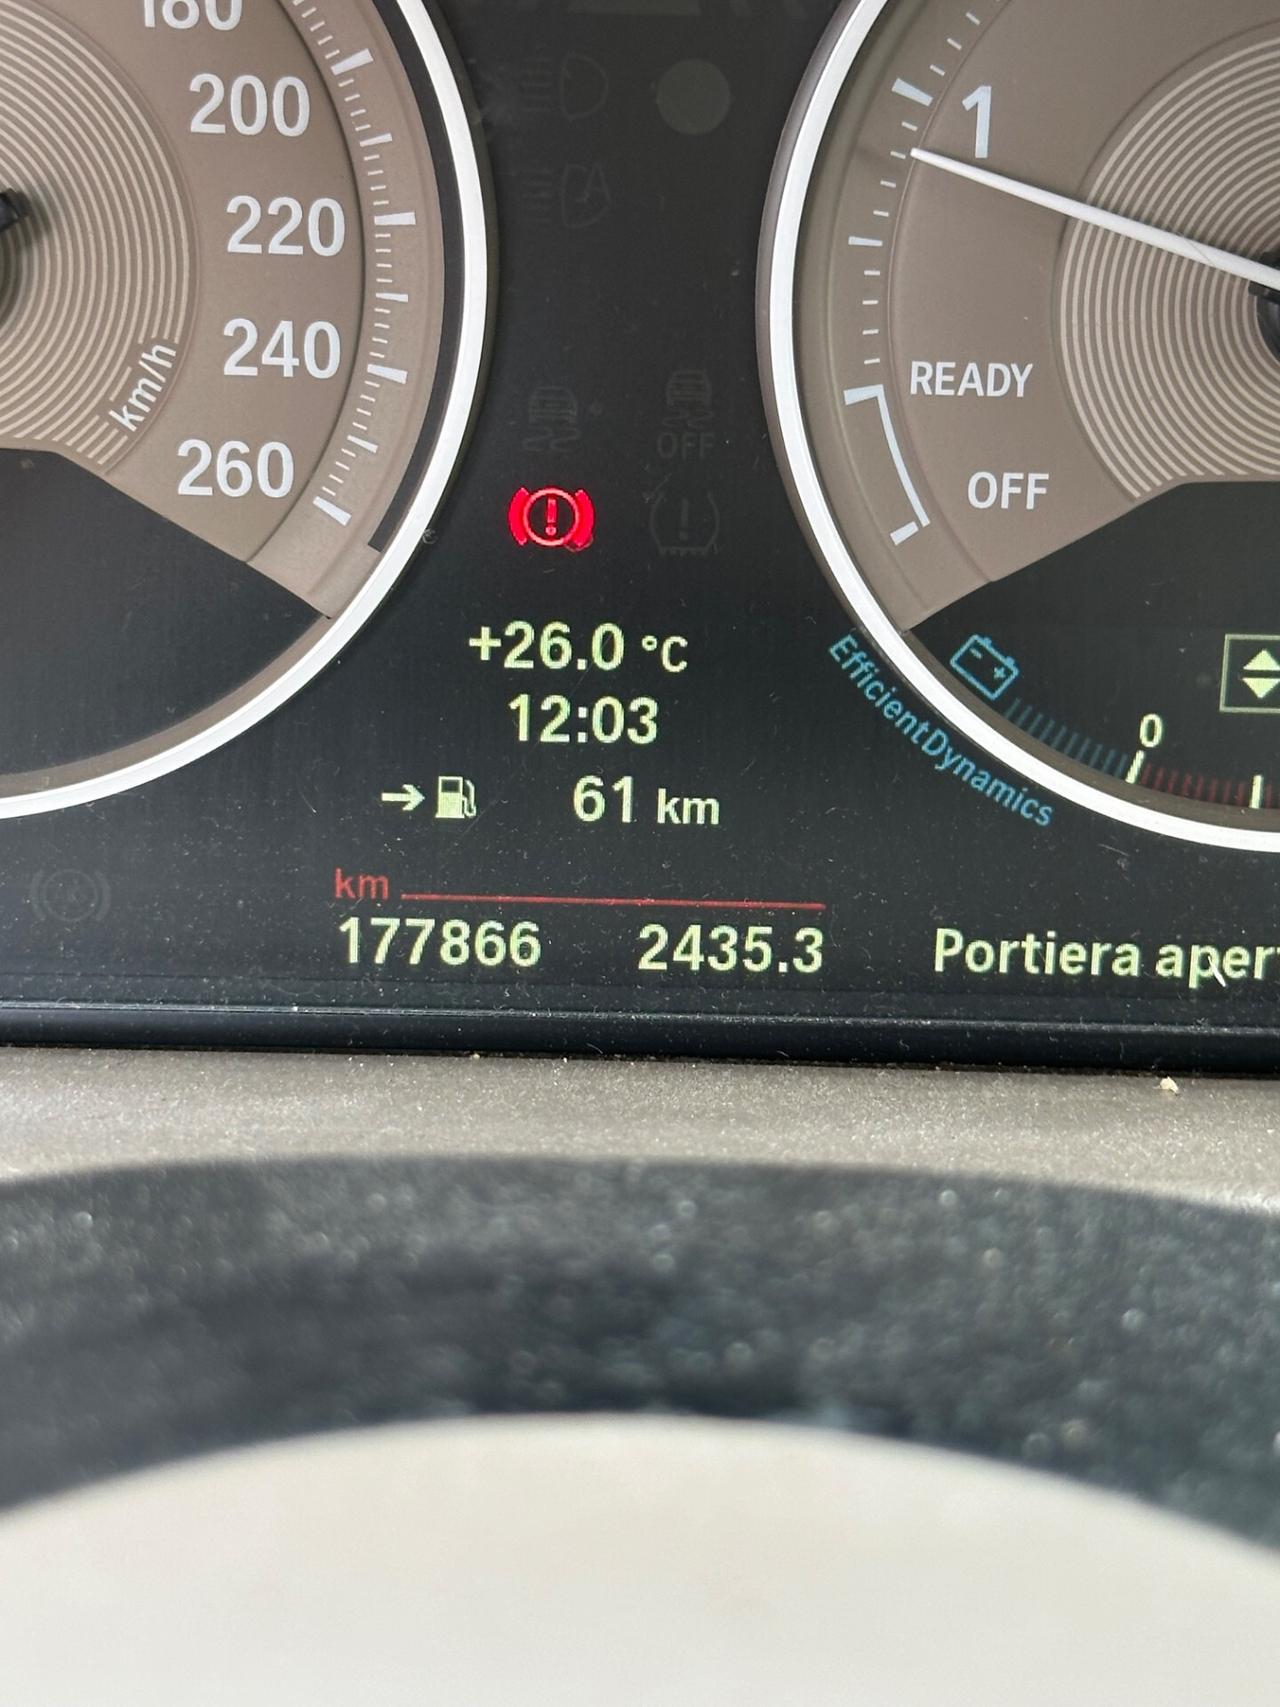 180
200
220
240
260
km/h
1
READY
OFF
OFF
+26.0 °C
12:03
61 km
EfficientDynamics
0
km
177866 2435.3
Portiera aper